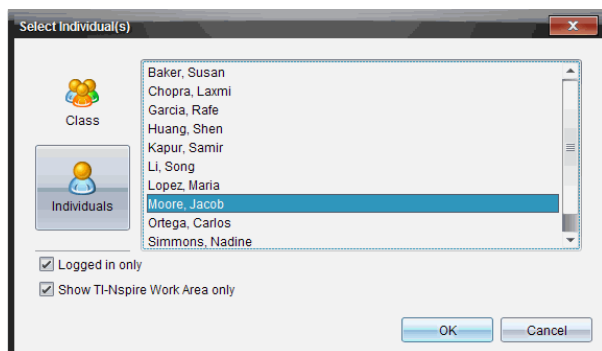 Select Individual(s)
Class
Individuals
Baker, Susan
Chopra, Laxmi
Garcia, Rafe
Huang, Shen
Kapur, Samir
Li, Song
Lopez, Maria
Moore, Jacob
Ortega, Carlos
Simmons, Nadine
Logged in only
Show TI-Nspire Work Area only
OK
Cancel